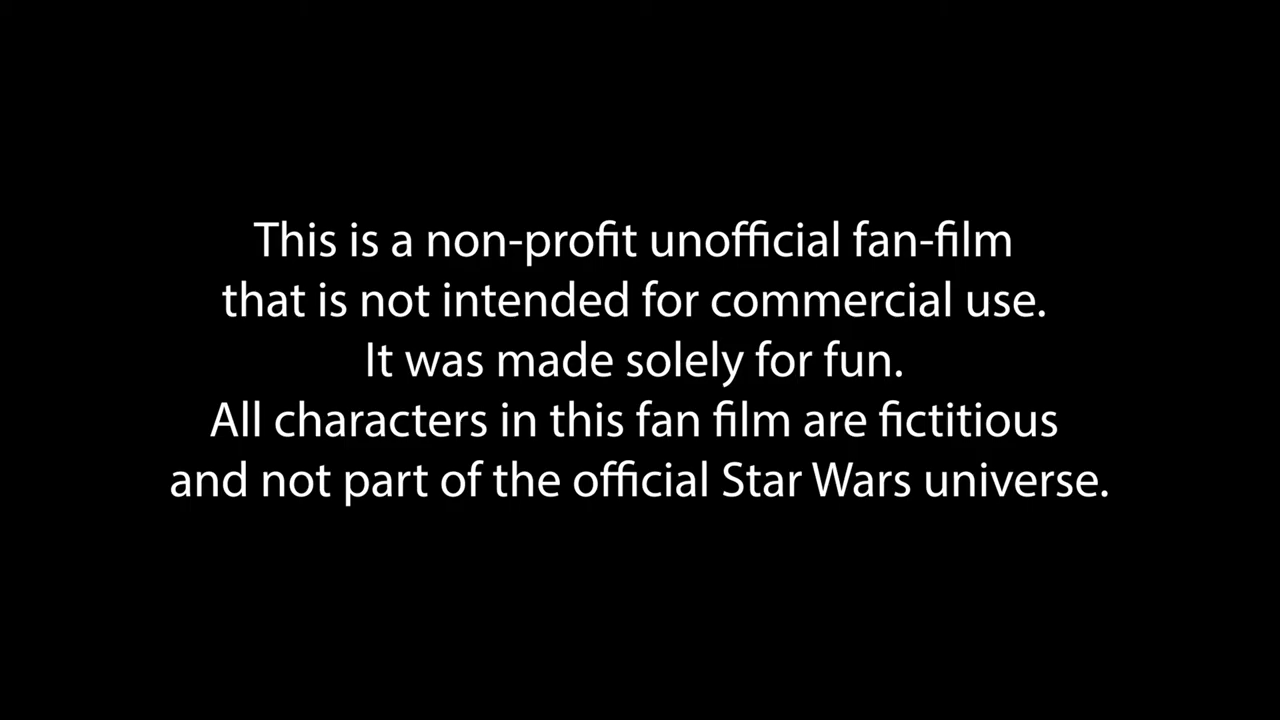 This is a non-profit unofficial fan-film
that is not intended for commercial use.
It was made solely for fun.
All characters in this fan film are fictitious
and not part of the official Star Wars universe.